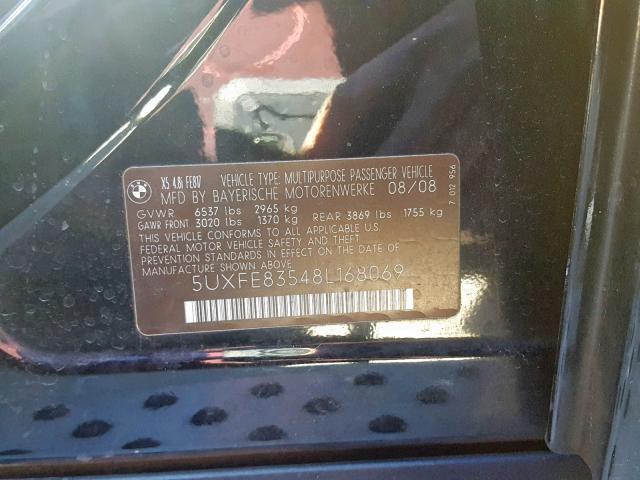 BMW
X5 4.8i FE817
VEHICLE TYPE: MULTIPURPOSE PASSENGER VEHICLE
MFD BY BAYERISCHE MOTORENWERKE 08/08
GVWR 6537 lbs 2965 kg
GAWR FRONT 3020 lbs 1370 kg REAR 3869 lbs 1755 kg
THIS VEHICLE CONFORMS TO ALL APPLICABLE U.S.
FEDERAL MOTOR VEHICLE SAFETY, BUMPER, AND THEFT
PREVENTION STANDARDS IN EFFECT ON THE DATE OF
MANUFACTURE SHOWN ABOVE.
5UXFE83548L168069
7 012 956